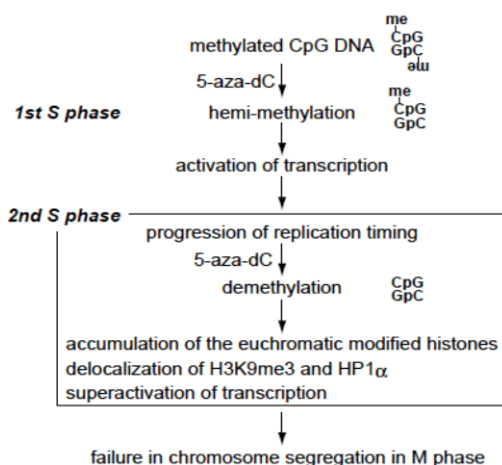 me
methylated CpG DNA CpG
GpC
me
5-aza-dC
me
1st S phase hemi-methylation CpG
GpC
activation of transcription
2nd S phase
progression of replication timing
5-aza-dC
demethylation CpG
GpC
accumulation of the euchromatic modified histones
delocalization of H3K9me3 and HP1α
superactivation of transcription
failure in chromosome segregation in M phase